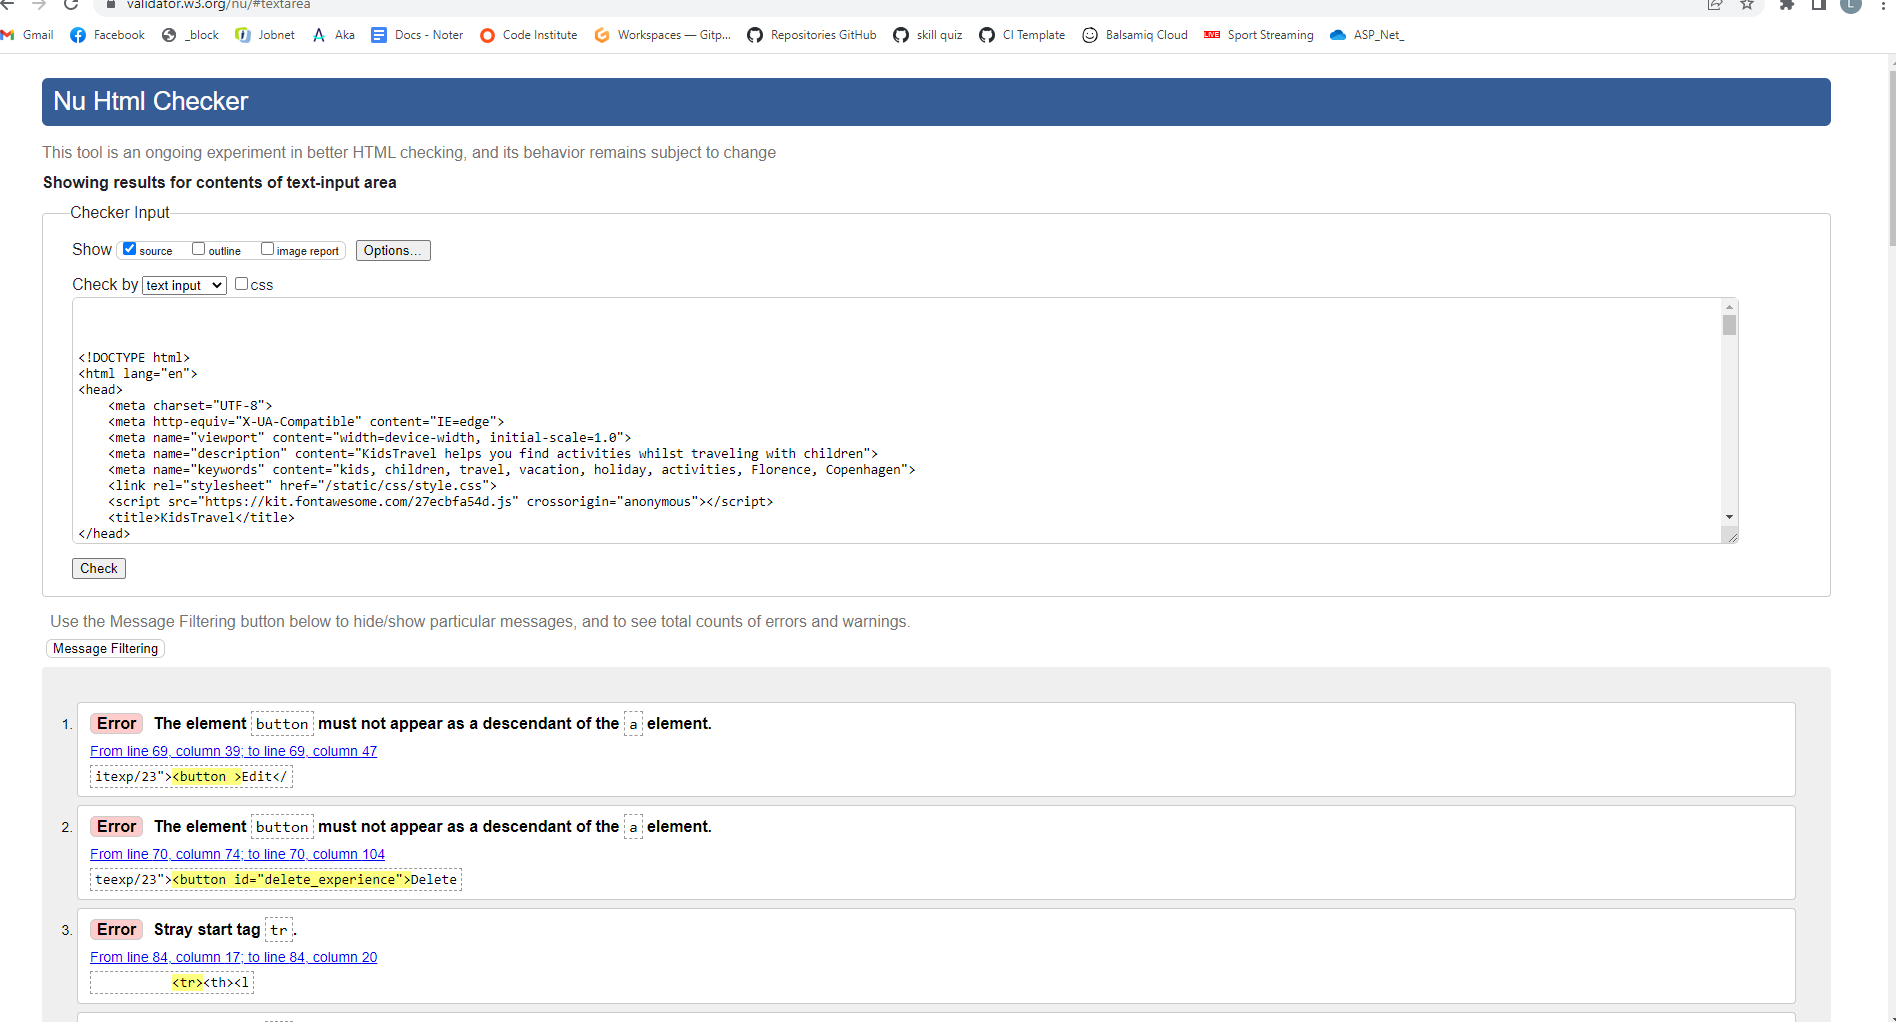 validator.w3.org/nu/#textarea
Gmail Facebook _block Jobnet Aka Docs - Noter Code Institute Workspaces — Gitp... Repositories GitHub skill quiz CI Template Balsamiq Cloud LIVE Sport Streaming ASP_Net_
Nu Html Checker
This tool is an ongoing experiment in better HTML checking, and its behavior remains subject to change
Showing results for contents of text-input area
Checker Input
Show source outline image report Options...
Check by text input css
<!DOCTYPE html>
<html lang="en">
<head>
<meta charset="UTF-8">
<meta http-equiv="X-UA-Compatible" content="IE=edge">
<meta name="viewport" content="width=device-width, initial-scale=1.0">
<meta name="description" content="KidsTravel helps you find activities whilst traveling with children">
<meta name="keywords" content="kids, children, travel, vacation, holiday, activities, Florence, Copenhagen">
<link rel="stylesheet" href="/static/css/style.css">
<script src="https://kit.fontawesome.com/27ecbfa54d.js" crossorigin="anonymous"></script>
<title>KidsTravel</title>
</head>
Check
Use the Message Filtering button below to hide/show particular messages, and to see total counts of errors and warnings.
Message Filtering
1. Error The element button must not appear as a descendant of the a element.
From line 69, column 39; to line 69, column 47
itexp/23"><button >Edit</
2. Error The element button must not appear as a descendant of the a element.
From line 70, column 74; to line 70, column 104
teexp/23"><button id="delete_experience">Delete
3. Error Stray start tag tr.
From line 84, column 17; to line 84, column 20
<tr><th><l